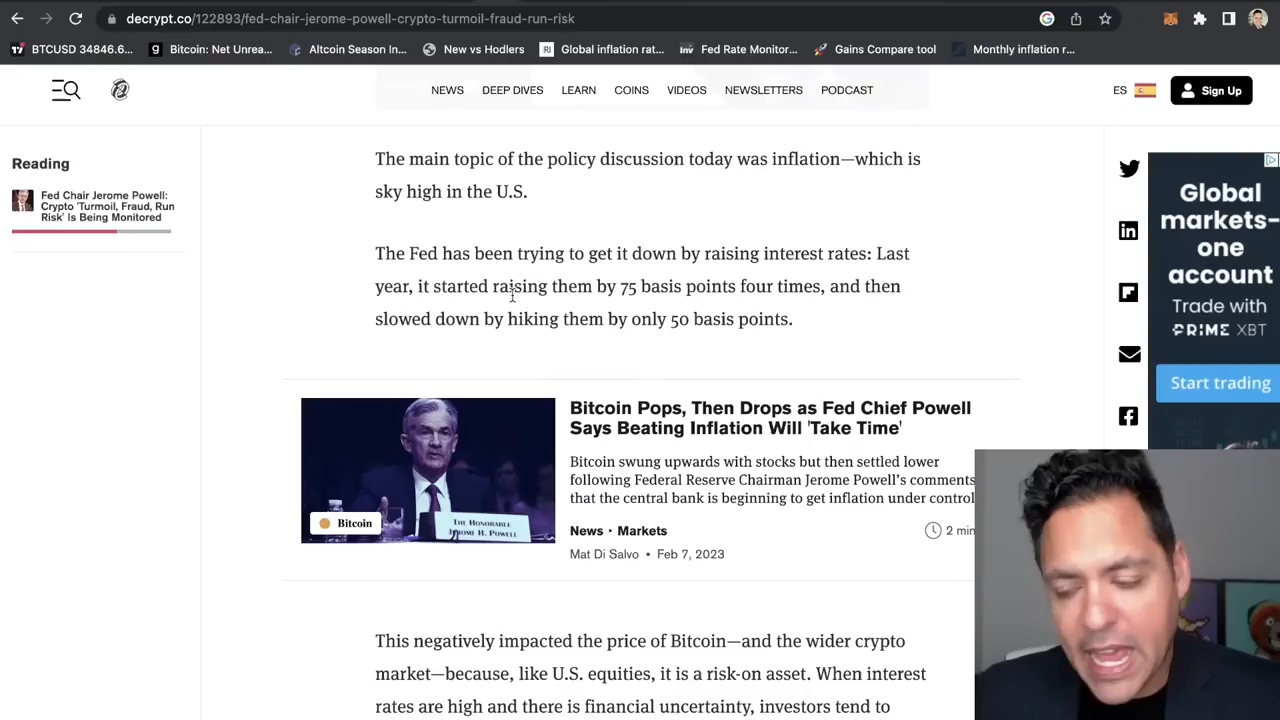 decrypt.co/122893/fed-chair-jerome-powell-crypto-turmoil-fraud-run-risk
BTCUSD 34846.6...
Bitcoin: Net Unrea...
Altcoin Season In...
New vs Hodlers
Global inflation rat...
Fed Rate Monitor...
Gains Compare tool
Monthly inflation r...
NEWS
DEEP DIVES
LEARN
COINS
VIDEOS
NEWSLETTERS
PODCAST
ES
Sign Up
Reading
Fed Chair Jerome Powell:
Crypto 'Turmoil, Fraud, Run
Risk' Is Being Monitored
The main topic of the policy discussion today was inflation—which is
sky high in the U.S.
The Fed has been trying to get it down by raising interest rates: Last
year, it started raising them by 75 basis points four times, and then
slowed down by hiking them by only 50 basis points.
THE HONORABLE
JEROME H. POWELL
Bitcoin
Bitcoin Pops, Then Drops as Fed Chief Powell
Says Beating Inflation Will 'Take Time'
Bitcoin swung upwards with stocks but then settled lower
following Federal Reserve Chairman Jerome Powell's comments
that the central bank is beginning to get inflation under control
News ‣ Markets
2 min
Mat Di Salvo • Feb 7, 2023
This negatively impacted the price of Bitcoin—and the wider crypto
market—because, like U.S. equities, it is a risk-on asset. When interest
rates are high and there is financial uncertainty, investors tend to
Global
markets-
one
account
Trade with
PRIME XBT
Start trading